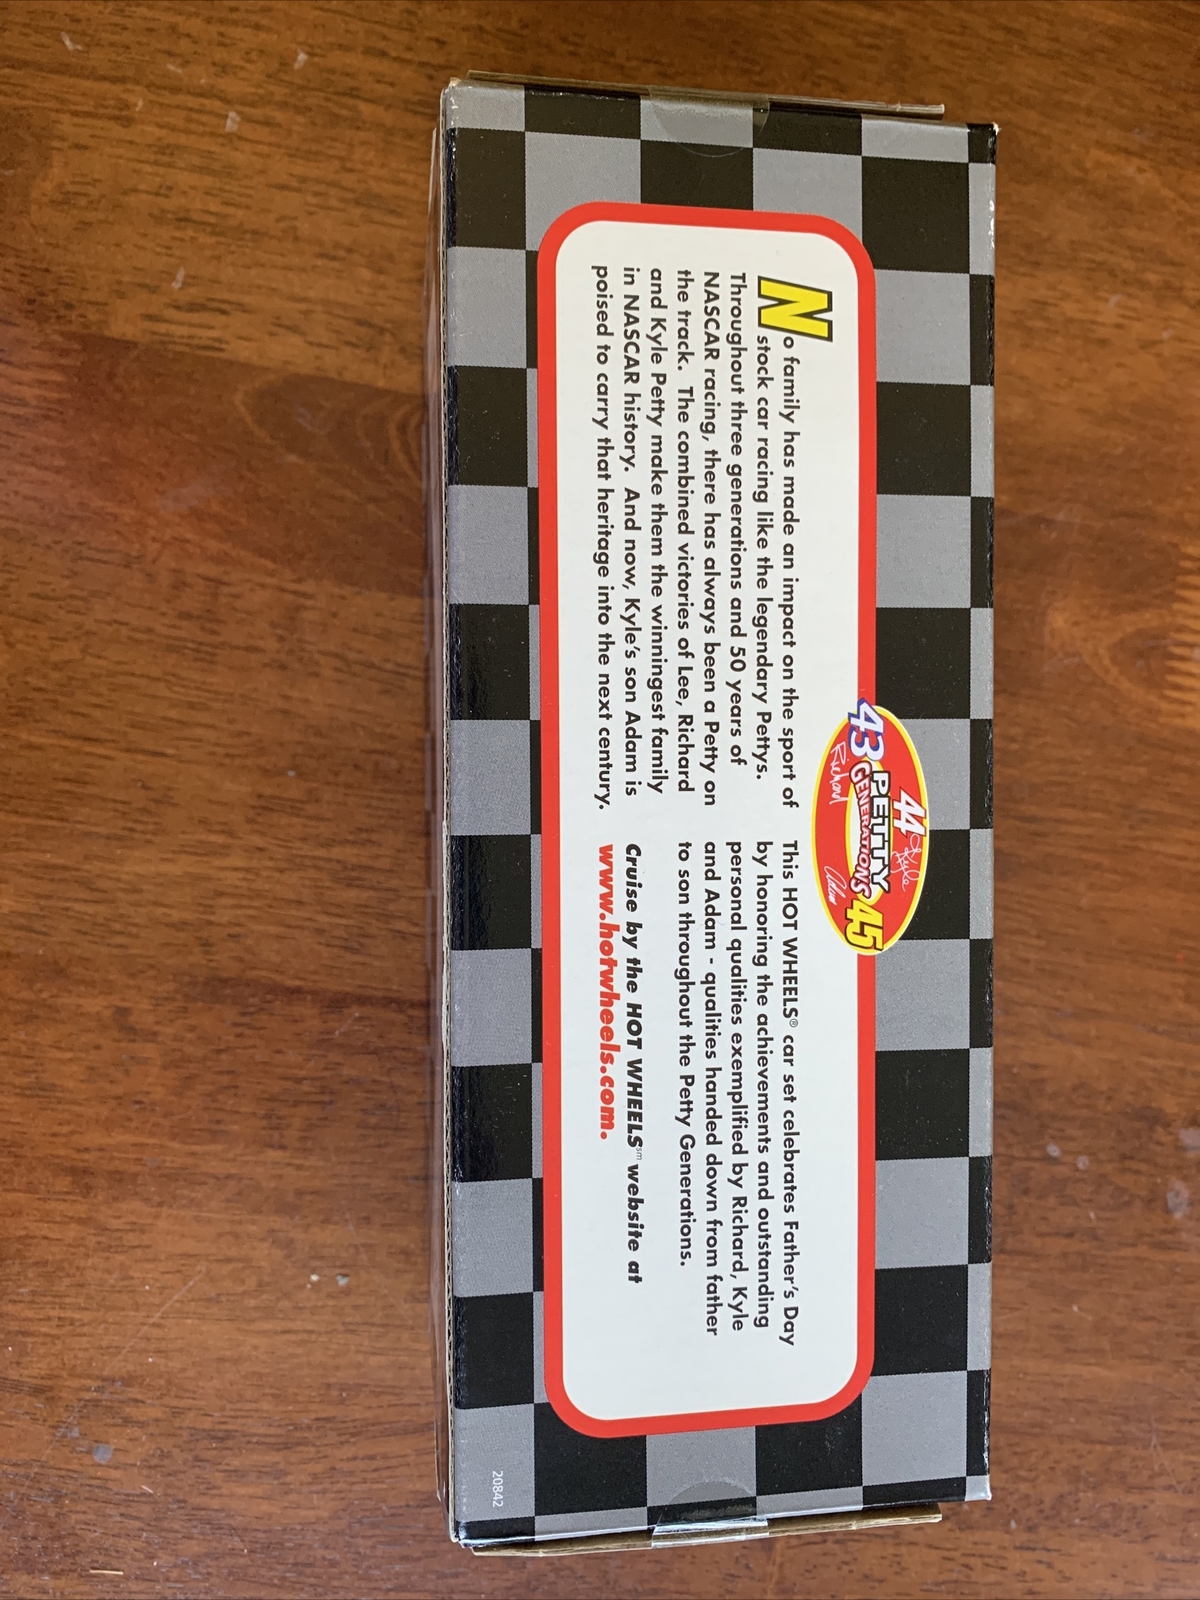 44 Kyle
43 PETTY 45
GENERATIONS
Richard Adam
No family has made an impact on the sport of
stock car racing like the legendary Pettys.
Throughout three generations and 50 years of
NASCAR racing, there has always been a Petty on
the track. The combined victories of Lee, Richard
and Kyle Petty make them the winningest family
in NASCAR history. And now, Kyle's son Adam is
poised to carry that heritage into the next century.
This HOT WHEELS® car set celebrates Father's Day
by honoring the achievements and outstanding
personal qualities exemplified by Richard, Kyle
and Adam - qualities handed down from father
to son throughout the Petty Generations.
Cruise by the HOT WHEELS℠ website at
www.hotwheels.com.
20842